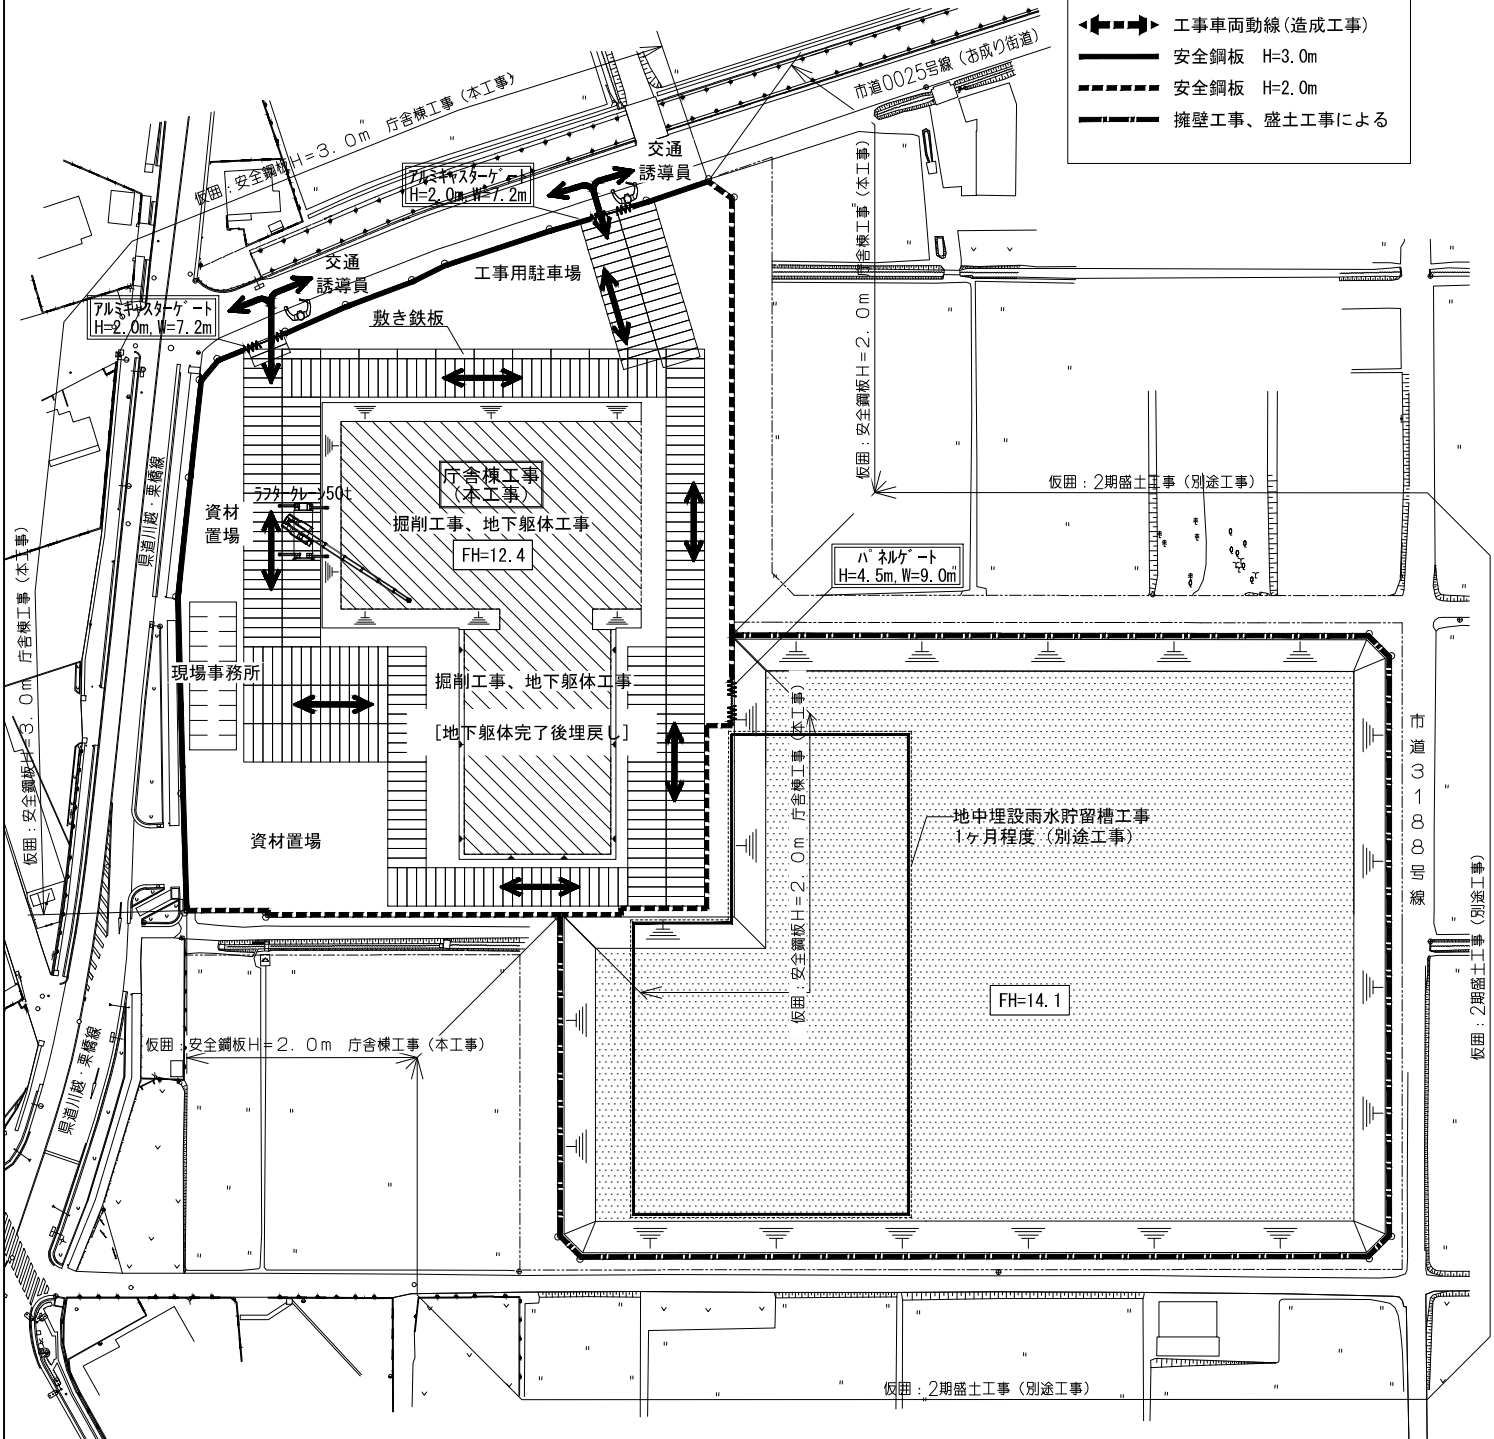 工事車両動線(造成工事)
安全鋼板 H=3.0m
安全鋼板 H=2.0m
擁壁工事、盛土工事による
市道0025号線(お成り街道)
仮囲:安全鋼板H=3.0m 庁舎棟工事(本工事)
交通
誘導員
アルミキャスターゲート
H=2.0m,W=7.2m
工事用駐車場
交通
誘導員
アルミキャスターゲート
H=2.0m,W=7.2m
敷き鉄板
仮囲:安全鋼板H=2.0m 庁舎棟工事(本工事)
県道川越・栗橋線
庁舎棟工事
(本工事)
ラフタークレーン50t
資材
置場
掘削工事、地下躯体工事
FH=12.4
仮囲:2期盛土工事(別途工事)
パネルゲート
H=4.5m,W=9.0m
仮囲:安全鋼板H=3.0m 庁舎棟工事(本工事)
現場事務所
掘削工事、地下躯体工事
[地下躯体完了後埋戻し]
仮囲:安全鋼板H=2.0m 庁舎棟工事(本工事)
市道3188号線
地中埋設雨水貯留槽工事
1ヶ月程度(別途工事)
資材置場
仮囲:2期盛土工事(別途工事)
FH=14.1
仮囲:安全鋼板H=2.0m 庁舎棟工事(本工事)
県道川越・栗橋線
仮囲:2期盛土工事(別途工事)